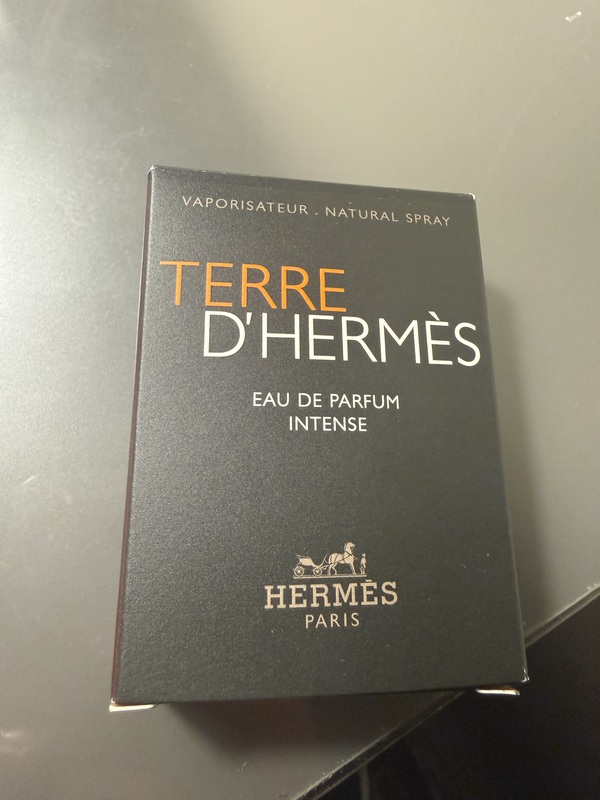 VAPORISATEUR . NATURAL SPRAY
TERRE
D'HERMÈS
EAU DE PARFUM
INTENSE
HERMÈS
PARIS